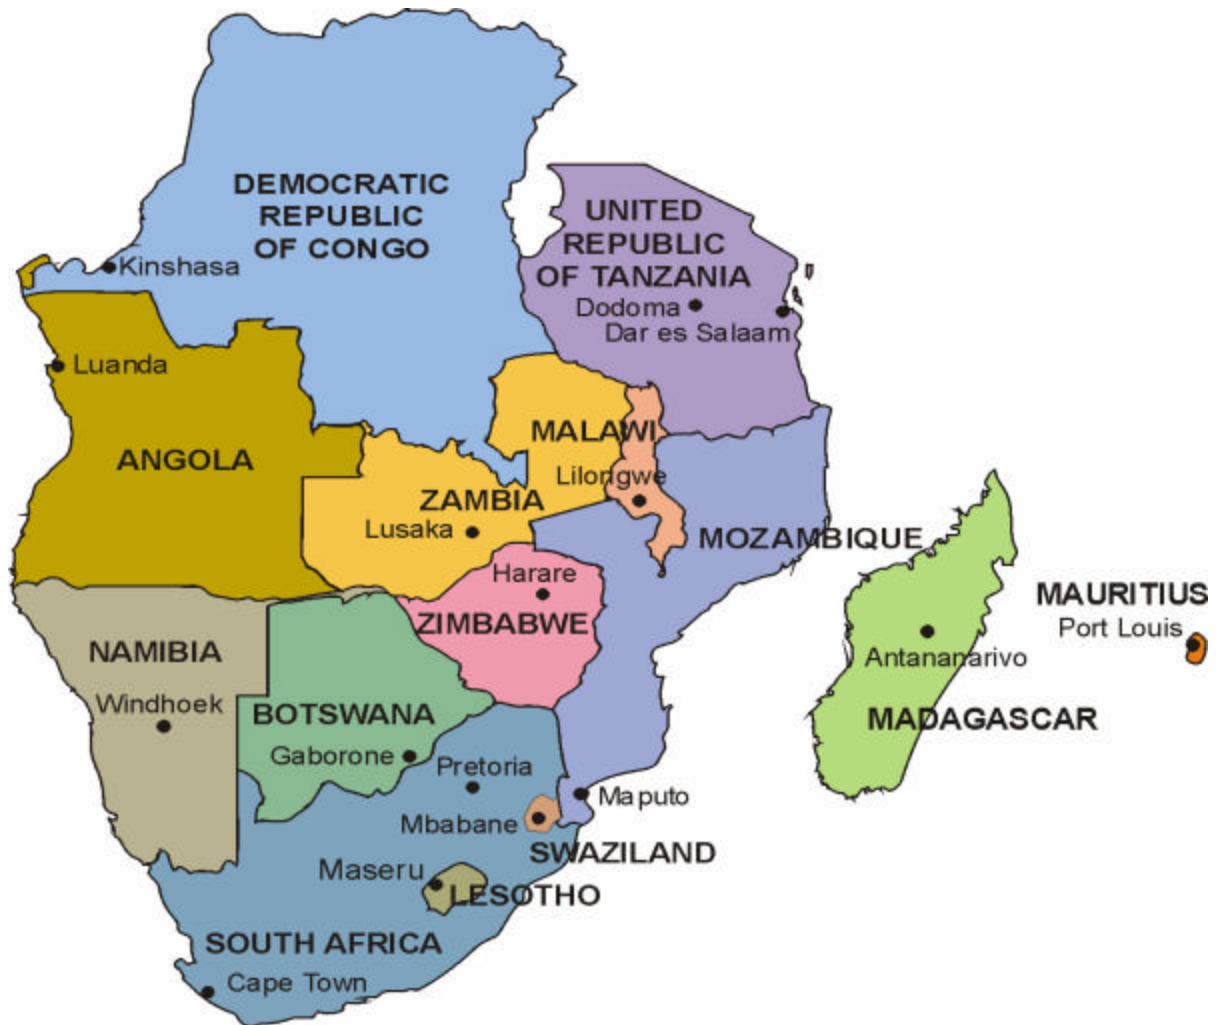 DEMOCRATIC
REPUBLIC
OF CONGO
UNITED
REPUBLIC
OF TANZANIA
Kinshasa
Dodoma
Dar es Salaam
Luanda
ANGOLA
MALAWI
Lilongwe
ZAMBIA
Lusaka
MOZAMBIQUE
Harare
ZIMBABWE
MAURITIUS
Port Louis
NAMIBIA
Windhoek
Antananarivo
MADAGASCAR
BOTSWANA
Gaborone
Pretoria
Maputo
Mbabane
SWAZILAND
Maseru
LESOTHO
SOUTH AFRICA
Cape Town